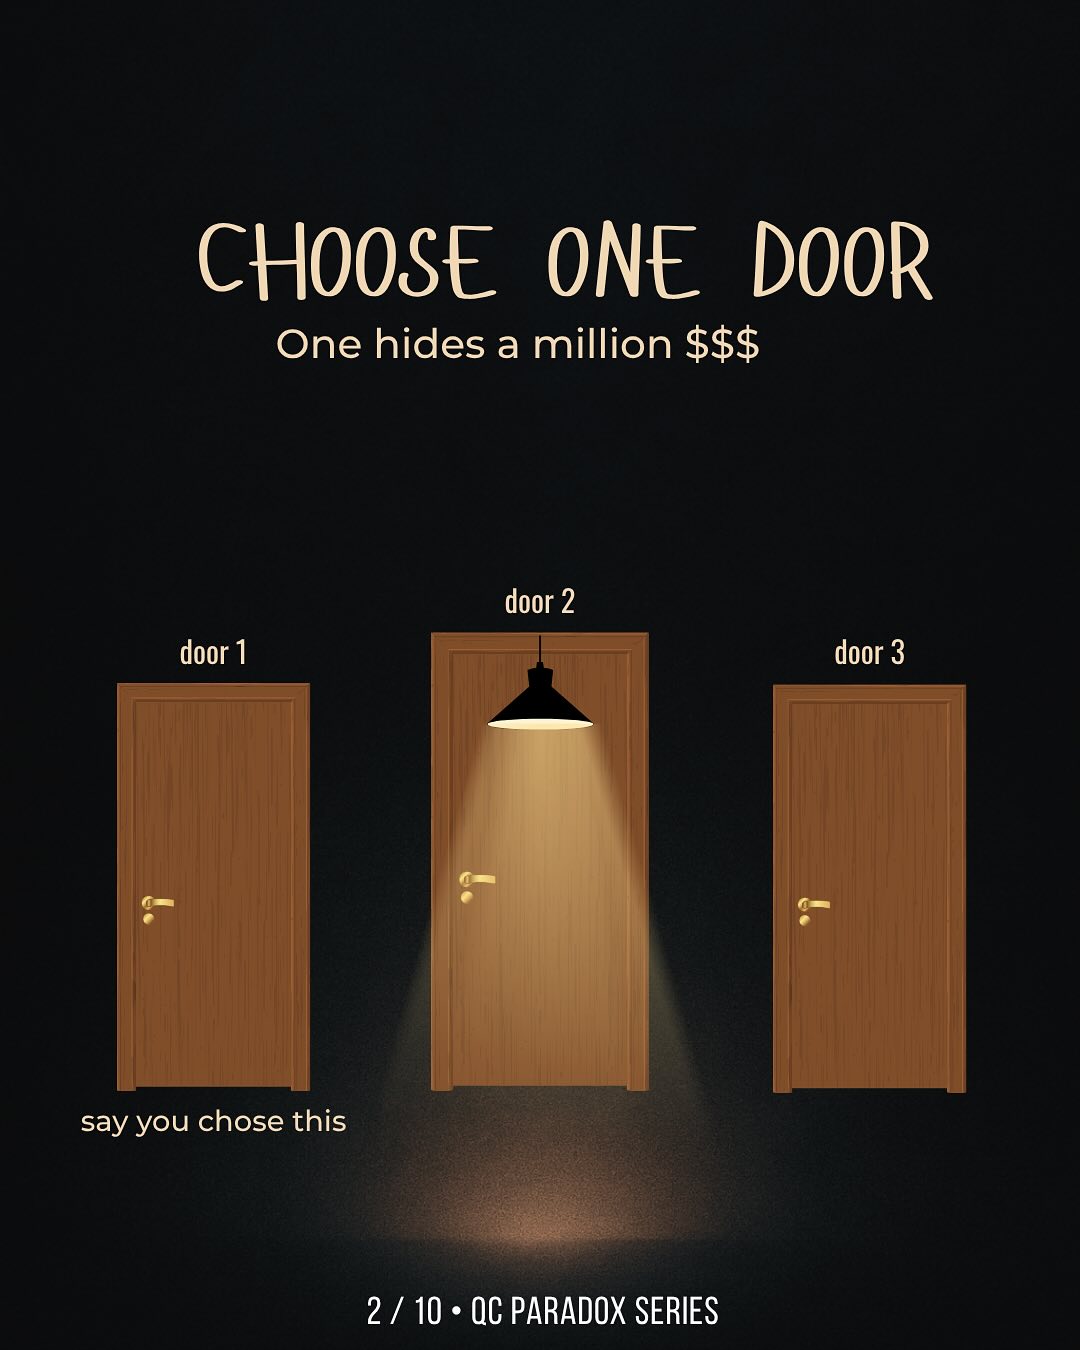 CHOOSE ONE DOOR
One hides a million $$$
door 2
door 1
door 3
say you chose this
2 / 10 • QC PARADOX SERIES